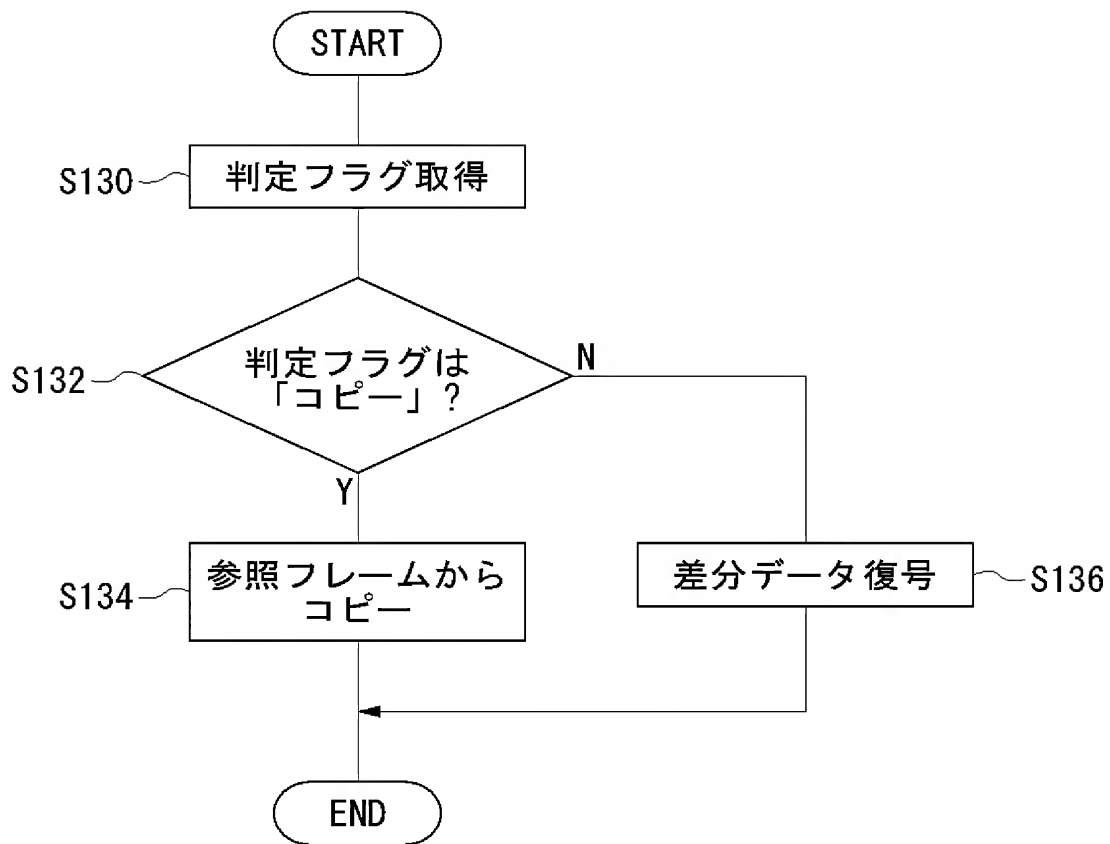 START
S130
判定フラグ取得
S132
判定フラグは
「コピー」?
N
Y
S134
参照フレームから
コピー
差分データ復号
S136
END